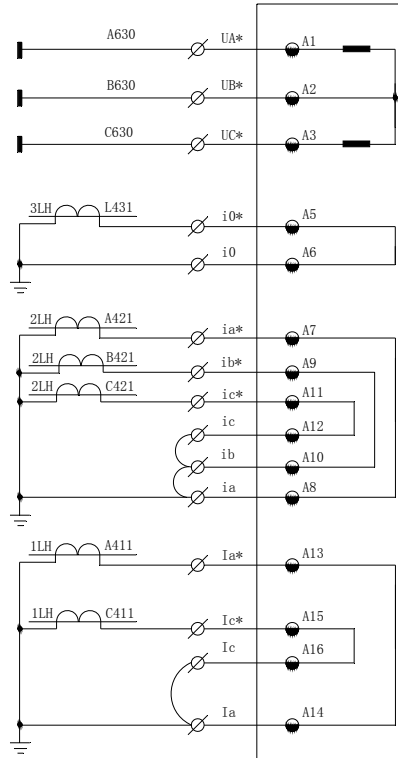 A630 UA* A1
B630 UB* A2
C630 UC* A3
3LH L431 i0* A5
i0 A6
2LH A421 ia* A7
2LH B421 ib* A9
2LH C421 ic* A11
ic A12
ib A10
ia A8
1LH A411 Ia* A13
1LH C411 Ic* A15
Ic A16
Ia A14